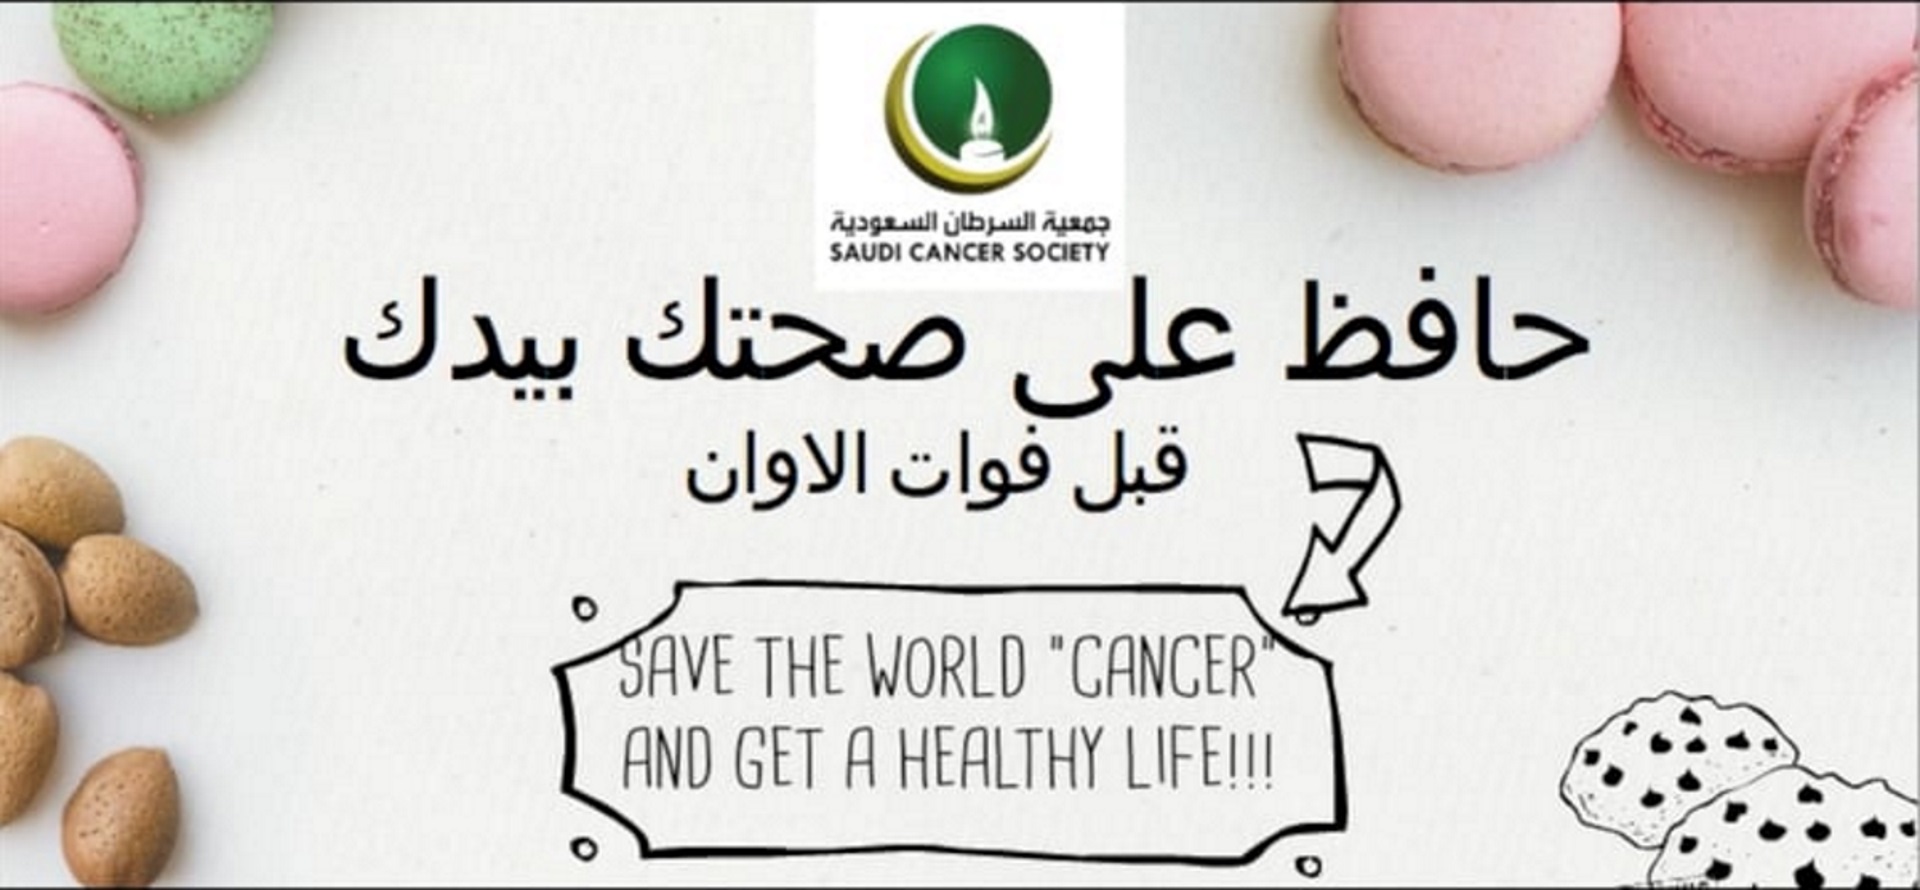 جمعية السرطان السعودية
SAUDI CANCER SOCIETY
حافظ على صحتك بيدك
قبل فوات الاوان
SAVE THE WORLD "CANCER"
AND GET A HEALTHY LIFE!!!